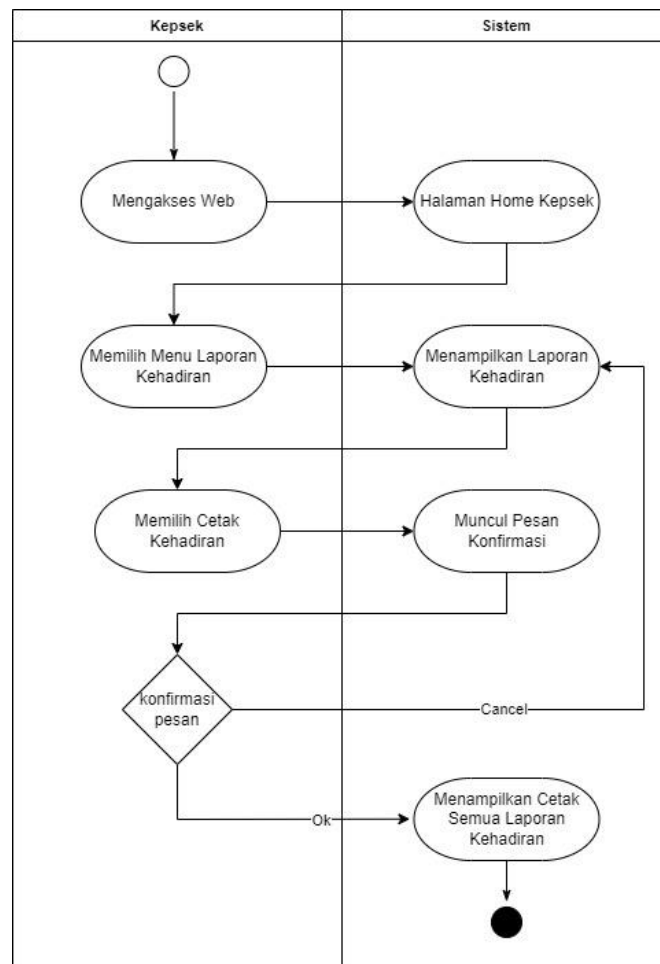 Kepsek
Sistem
Mengakses Web
Halaman Home Kepsek
Memilih Menu Laporan
Kehadiran
Menampilkan Laporan
Kehadiran
Memilih Cetak
Kehadiran
Muncul Pesan
Konfirmasi
konfirmasi
pesan
Cancel
Ok
Menampilkan Cetak
Semua Laporan
Kehadiran